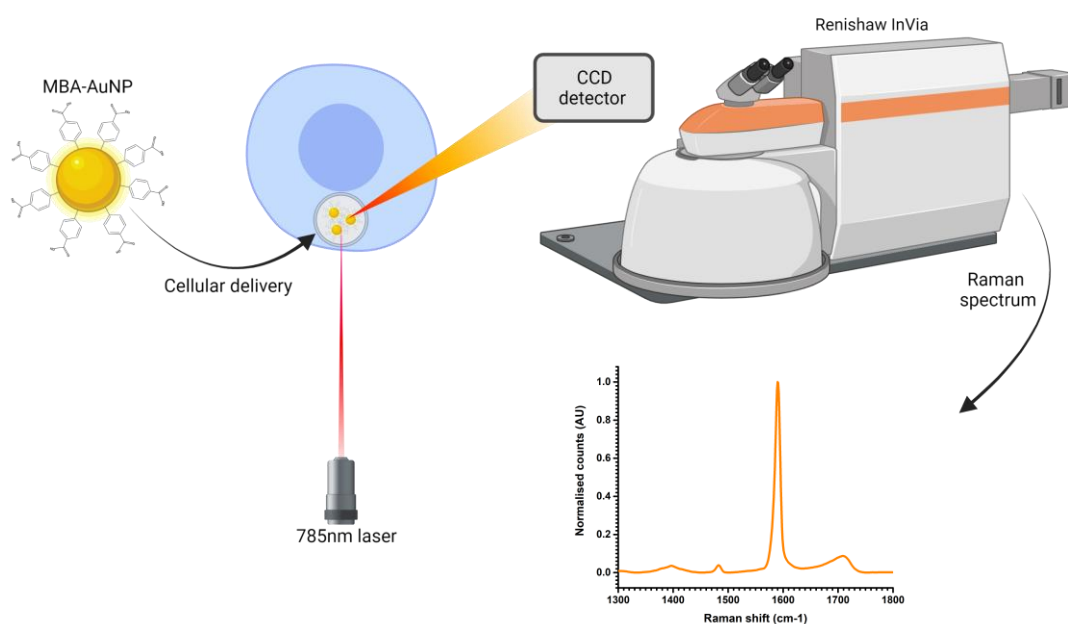 Renishaw InVia
MBA-AuNP
CCD
detector
Cellular delivery
Raman
spectrum
785nm laser
Normalised counts (AU)
1.0
0.8
0.6
0.4
0.2
0.0
1300 1400 1500 1600 1700 1800
Raman shift (cm-1)